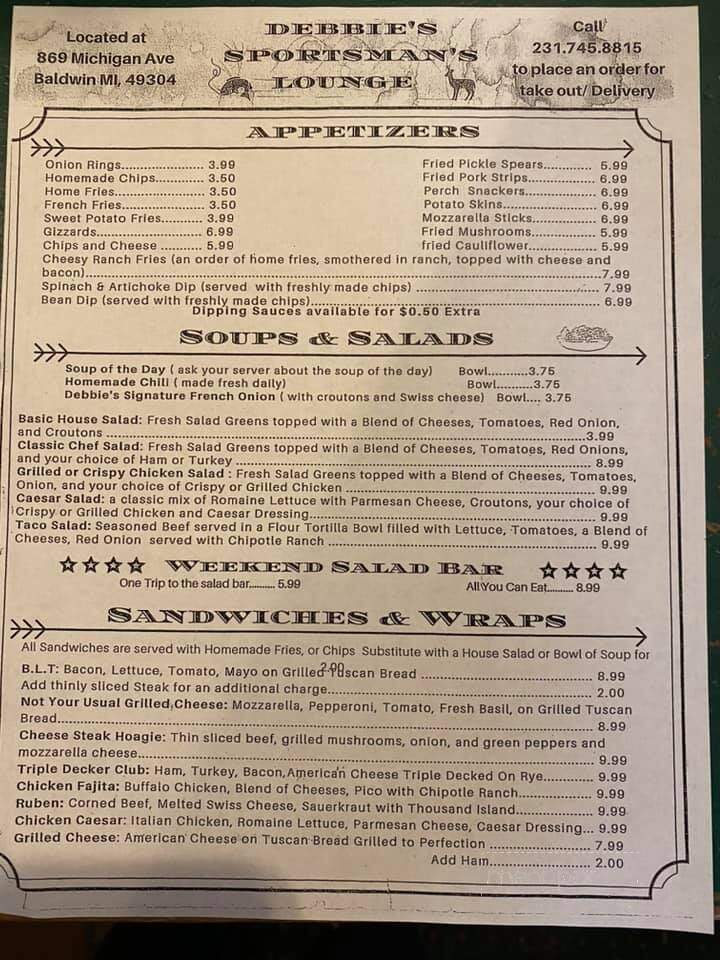 Located at
869 Michigan Ave
Baldwin MI, 49304
DEBBIE'S
SPORTSMAN'S
LOUNGE
Call
231.745.8815
to place an order for
take out/ Delivery
APPETIZERS
Onion Rings........................ 3.99
Homemade Chips............... 3.50
Home Fries.......................... 3.50
French Fries........................ 3.50
Sweet Potato Fries........... 3.99
Gizzards.............................. 6.99
Chips and Cheese ............ 5.99
Fried Pickle Spears............ 5.99
Fried Pork Strips................. 6.99
Perch Snackers................... 6.99
Potato Skins........................ 6.99
Mozzarella Sticks................ 6.99
Fried Mushrooms................ 5.99
fried Cauliflower................. 5.99
Cheesy Ranch Fries (an order of home fries, smothered in ranch, topped with cheese and
bacon)....................................................................................................7.99
Spinach & Artichoke Dip (served with freshly made chips) ................................ 7.99
Bean Dip (served with freshly made chips)........................................................ 6.99
Dipping Sauces available for $0.50 Extra
SOUPS & SALADS
Soup of the Day ( ask your server about the soup of the day) Bowl...........3.75
Homemade Chili ( made fresh daily) Bowl..........3.75
Debbie's Signature French Onion ( with croutons and Swiss cheese) Bowl.... 3.75
Basic House Salad: Fresh Salad Greens topped with a Blend of Cheeses, Tomatoes, Red Onion,
and Croutons ...............................................................................................3.99
Classic Chef Salad: Fresh Salad Greens topped with a Blend of Cheeses, Tomatoes, Red Onions,
and your choice of Ham or Turkey .................................................................... 8.99
Grilled or Crispy Chicken Salad : Fresh Salad Greens topped with a Blend of Cheeses, Tomatoes,
Onion, and your choice of Crispy or Grilled Chicken ................................................ 9.99
Caesar Salad: a classic mix of Romaine Lettuce with Parmesan Cheese, Croutons, your choice of
Crispy or Grilled Chicken and Caesar Dressing....................................................... 9.99
Taco Salad: Seasoned Beef served in a Flour Tortilla Bowl filled with Lettuce, Tomatoes, a Blend of
Cheeses, Red Onion served with Chipotle Ranch .................................................... 9.99
WEEKEND SALAD BAR
One Trip to the salad bar.......... 5.99
All You Can Eat.......... 8.99
SANDWICHES & WRAPS
All Sandwiches are served with Homemade Fries, or Chips Substitute with a House Salad or Bowl of Soup for
2.00
B.L.T: Bacon, Lettuce, Tomato, Mayo on Grilled Tuscan Bread ................................ 8.99
Add thinly sliced Steak for an additional charge.................................................... 2.00
Not Your Usual Grilled Cheese: Mozzarella, Pepperoni, Tomato, Fresh Basil, on Grilled Tuscan
Bread........................................................................................................ 8.99
Cheese Steak Hoagie: Thin sliced beef, grilled mushrooms, onion, and green peppers and
mozzarella cheese........................................................................................ 9.99
Triple Decker Club: Ham, Turkey, Bacon,American Cheese Triple Decked On Rye............ 9.99
Chicken Fajita: Buffalo Chicken, Blend of Cheeses, Pico with Chipotle Ranch................ 9.99
Ruben: Corned Beef, Melted Swiss Cheese, Sauerkraut with Thousand Island................ 9.99
Chicken Caesar: Italian Chicken, Romaine Lettuce, Parmesan Cheese, Caesar Dressing... 9.99
Grilled Cheese: American Cheese on Tuscan Bread Grilled to Perfection .................... 7.99
Add Ham..................... 2.00